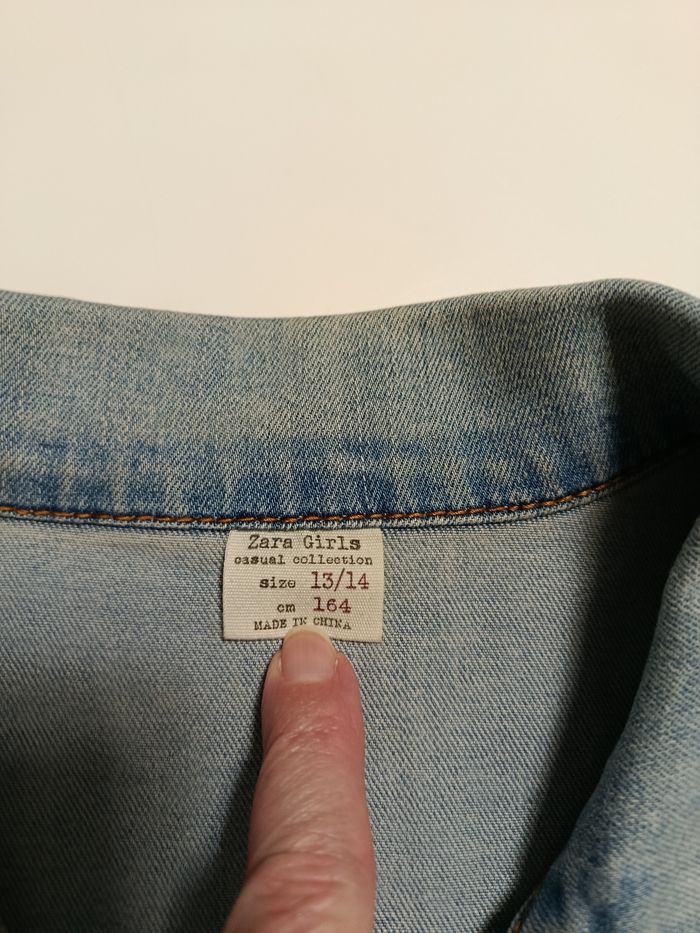 Zara Girls
casual collection
size 13/14
cm 164
MADE IN CHINA